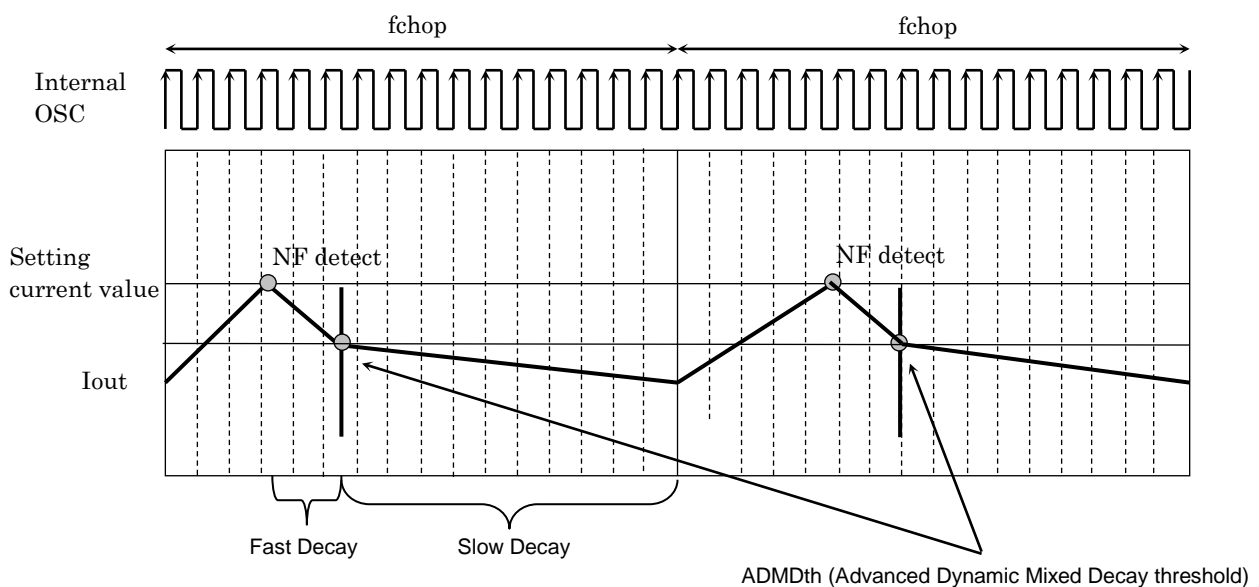 fchop
fchop
Internal
OSC
NF detect
NF detect
Setting
current value
Iout
Fast Decay
Slow Decay
ADMDth (Advanced Dynamic Mixed Decay threshold)